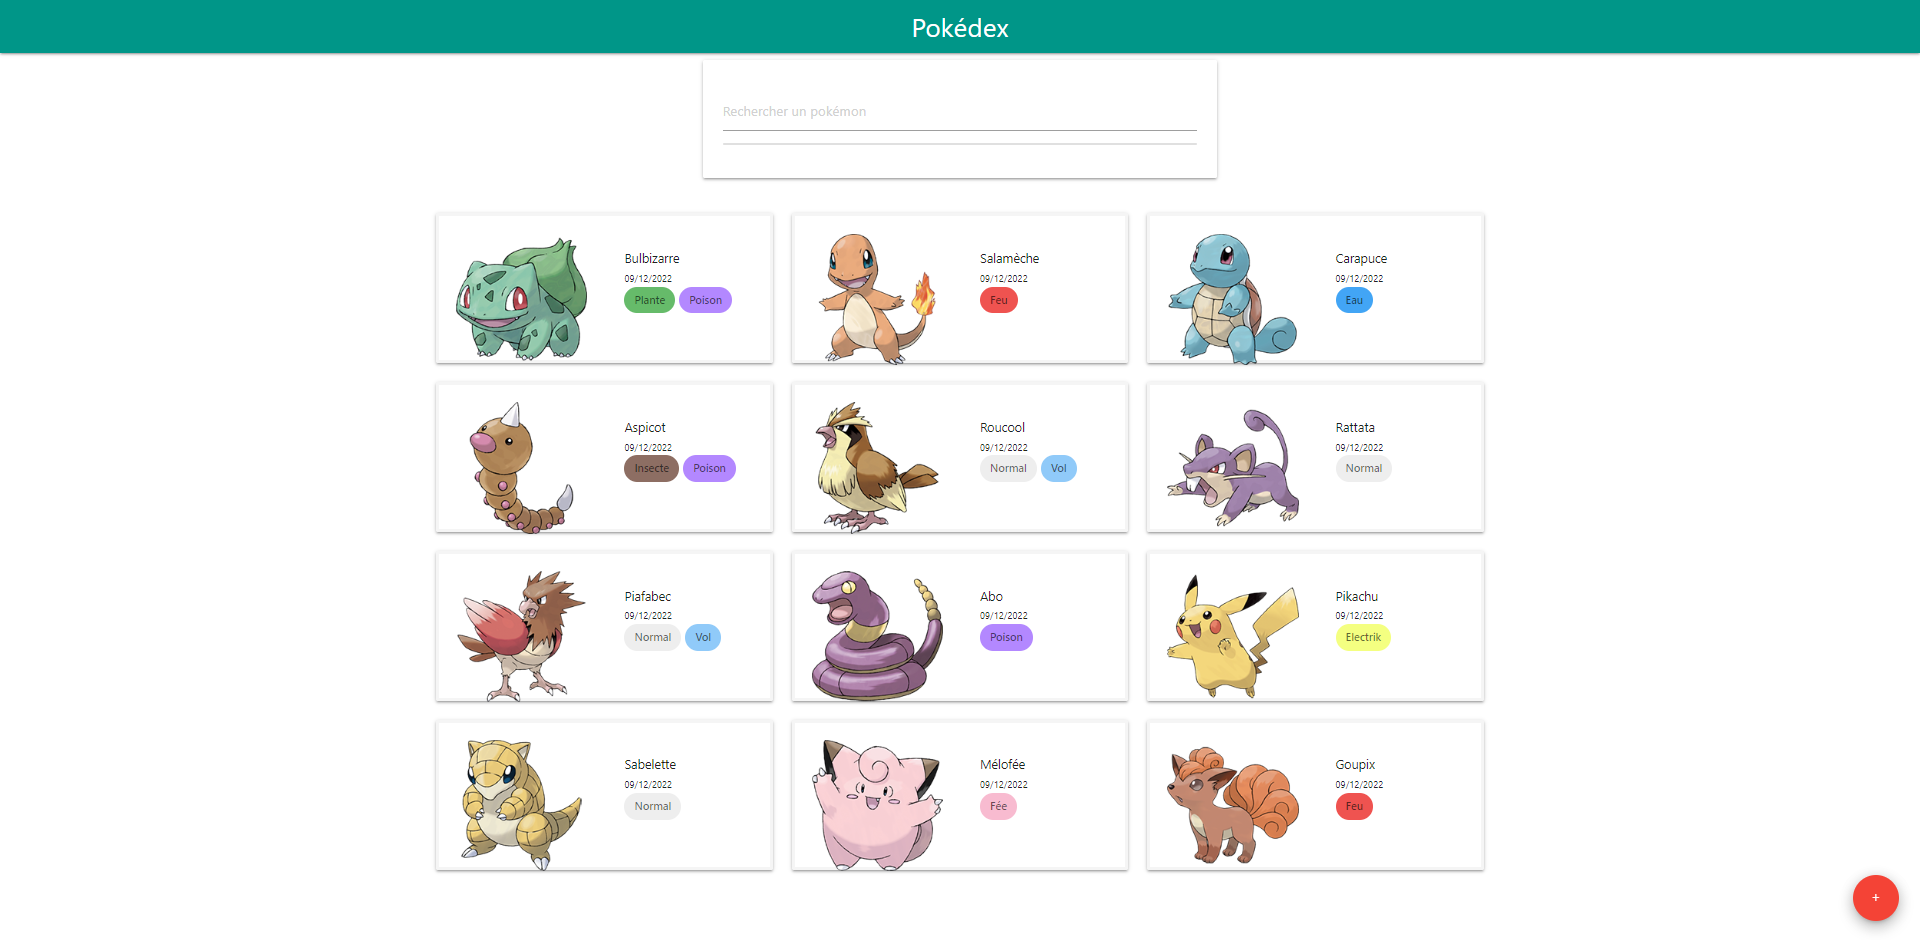 Pokédex
Rechercher un pokémon
Bulbizarre
09/12/2022
Plante Poison
Salamèche
09/12/2022
Feu
Carapuce
09/12/2022
Eau
Aspicot
09/12/2022
Insecte Poison
Roucool
09/12/2022
Normal Vol
Rattata
09/12/2022
Normal
Piafabec
09/12/2022
Normal Vol
Abo
09/12/2022
Poison
Pikachu
09/12/2022
Electrik
Sabelette
09/12/2022
Normal
Mélofée
09/12/2022
Fée
Goupix
09/12/2022
Feu
+